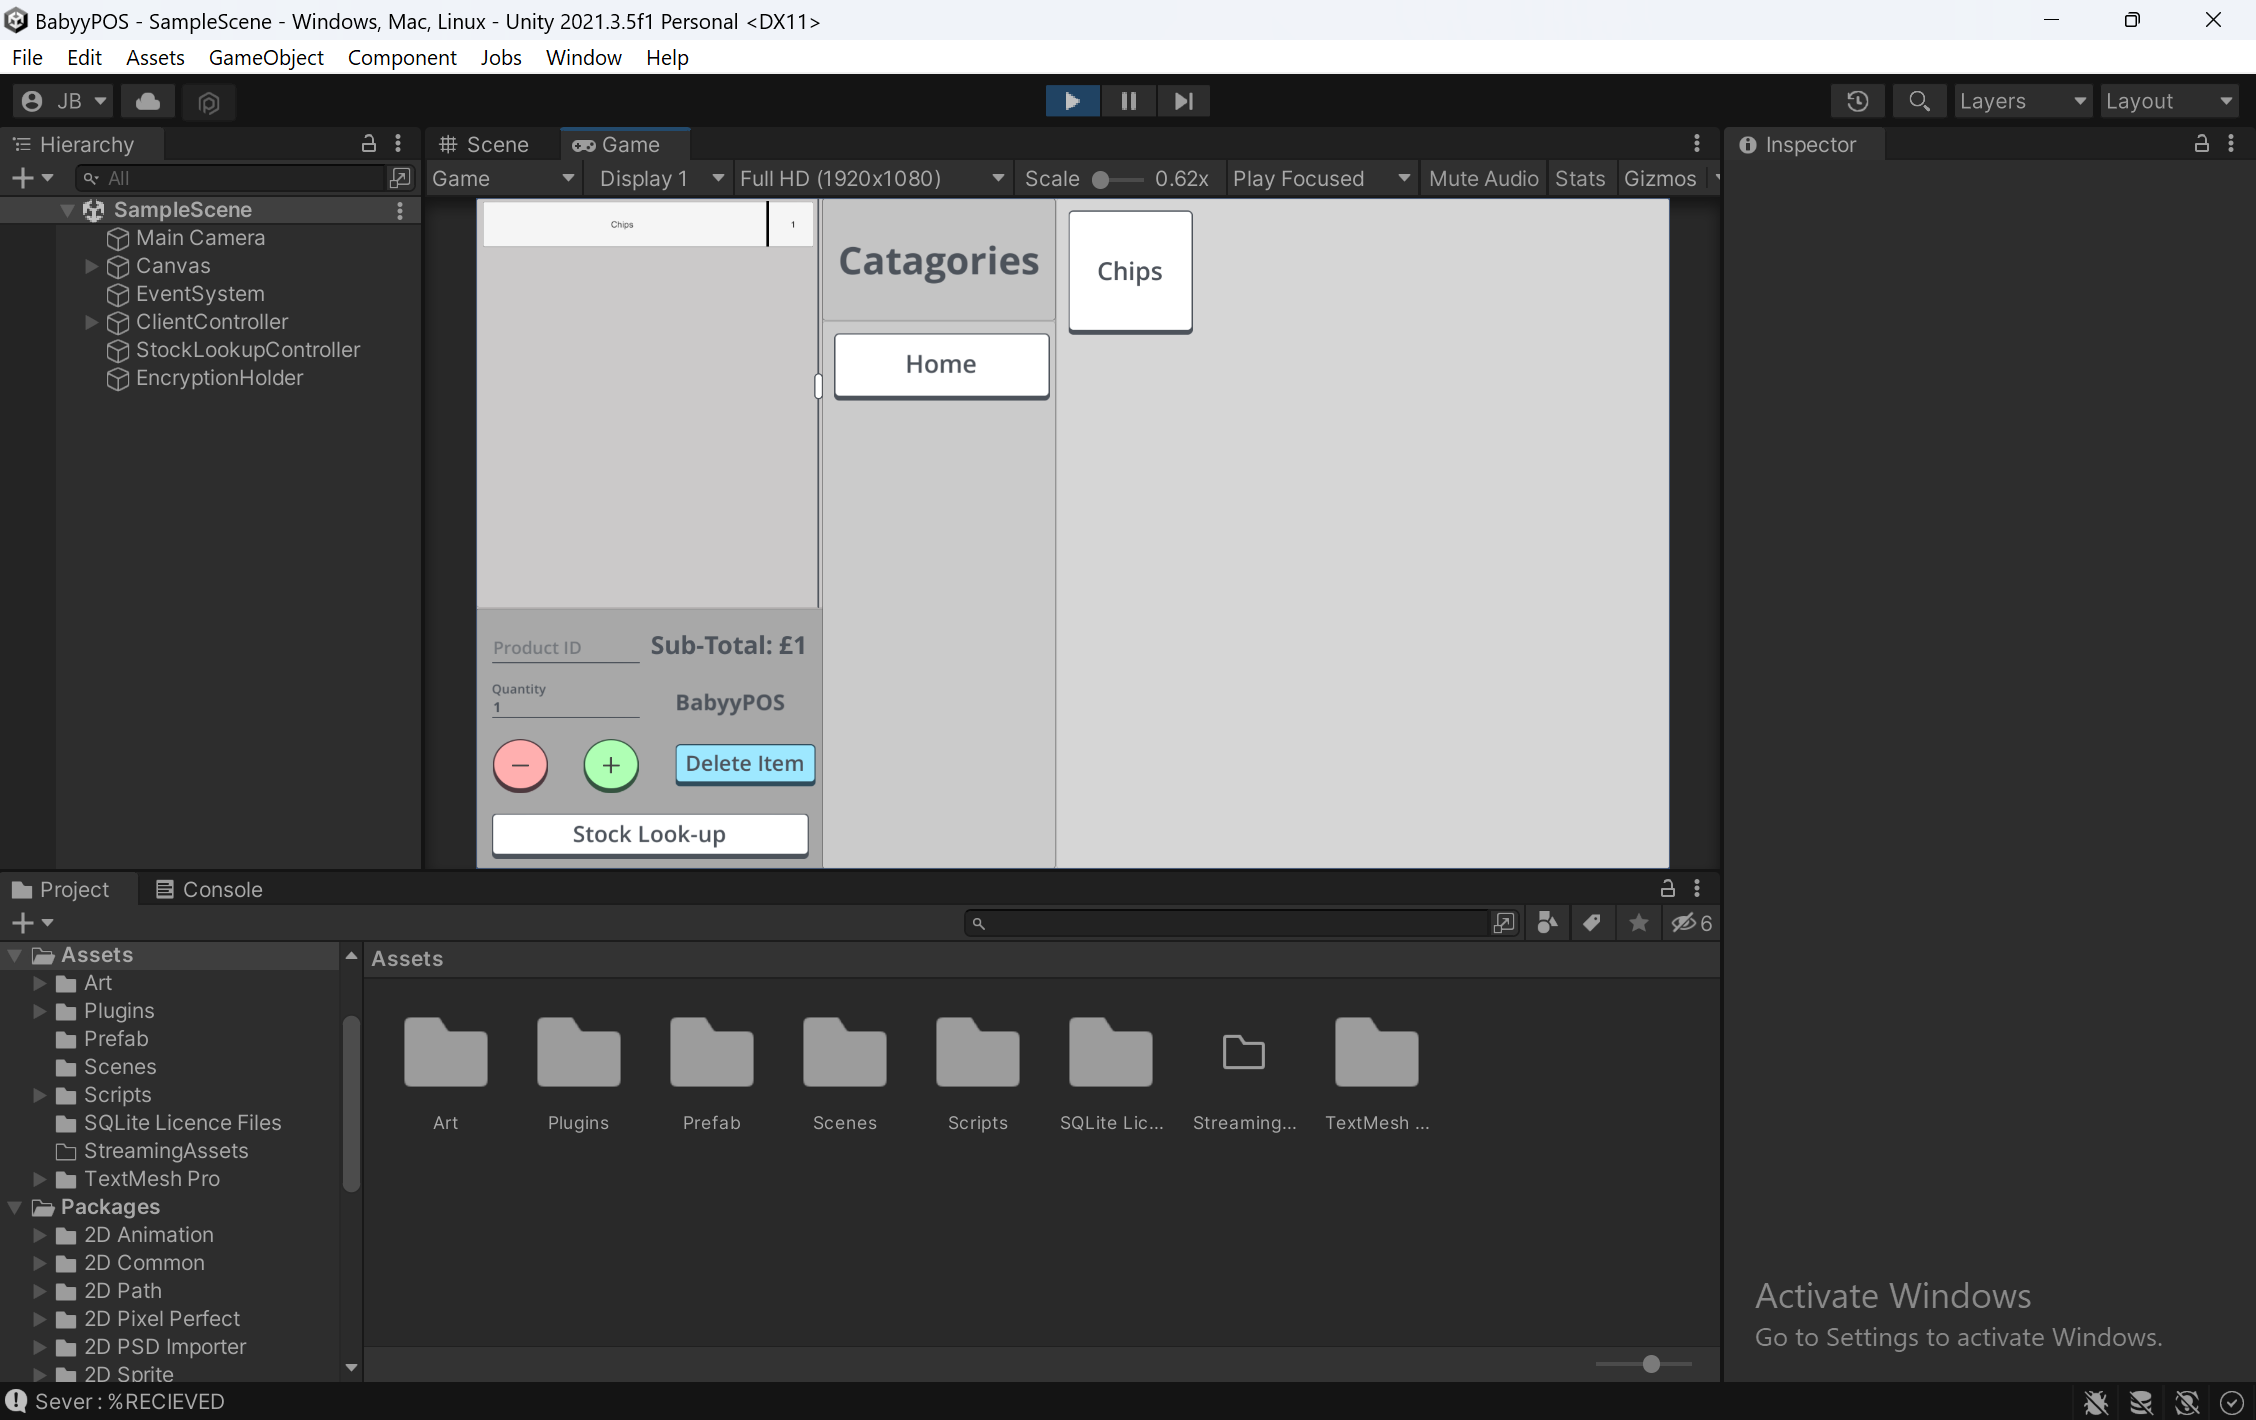 BabyyPOS - SampleScene - Windows, Mac, Linux - Unity 2021.3.5f1 Personal <DX11>
File Edit Assets GameObject Component Jobs Window Help
JB
Layers Layout
Hierarchy
All
SampleScene
Main Camera
Canvas
EventSystem
ClientController
StockLookupController
EncryptionHolder
Scene Game
Game Display 1 Full HD (1920x1080) Scale 0.62x Play Focused Mute Audio Stats Gizmos
Chips 1
Catagories
Home
Chips
Product ID Sub-Total: £1
Quantity
1
BabyyPOS
− + Delete Item
Stock Look-up
Inspector
Project Console
6
Assets
Art
Plugins
Prefab
Scenes
Scripts
SQLite Licence Files
StreamingAssets
TextMesh Pro
Packages
2D Animation
2D Common
2D Path
2D Pixel Perfect
2D PSD Importer
2D Sprite
Assets
Art Plugins Prefab Scenes Scripts SQLite Lic... Streaming... TextMesh ...
Activate Windows
Go to Settings to activate Windows.
Sever : %RECIEVED